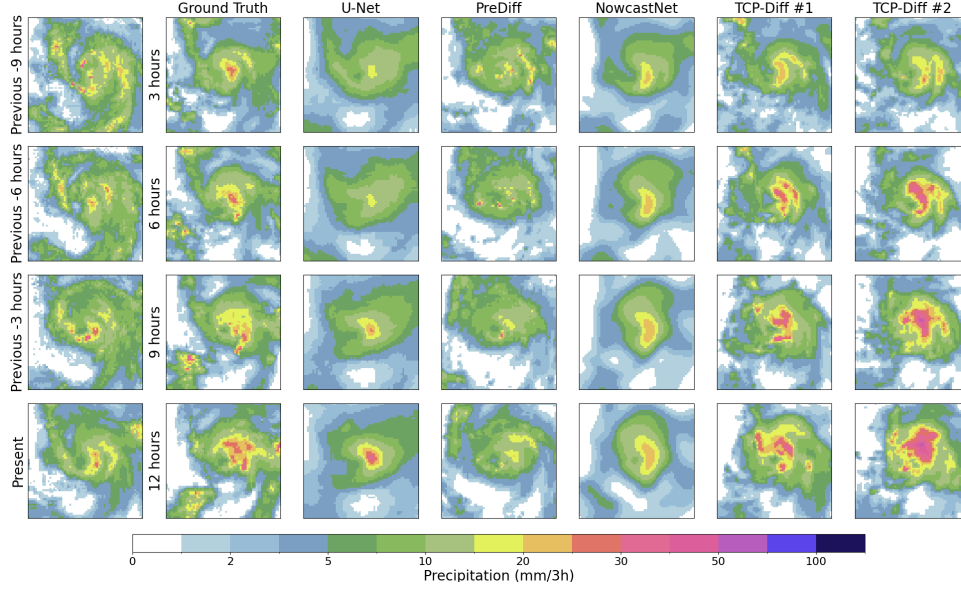 Ground Truth U-Net PreDiff NowcastNet TCP-Diff #1 TCP-Diff #2
Previous -9 hours
3 hours
Previous -6 hours
6 hours
Previous -3 hours
9 hours
Present
12 hours
0 2 5 10 20 30 50 100
Precipitation (mm/3h)